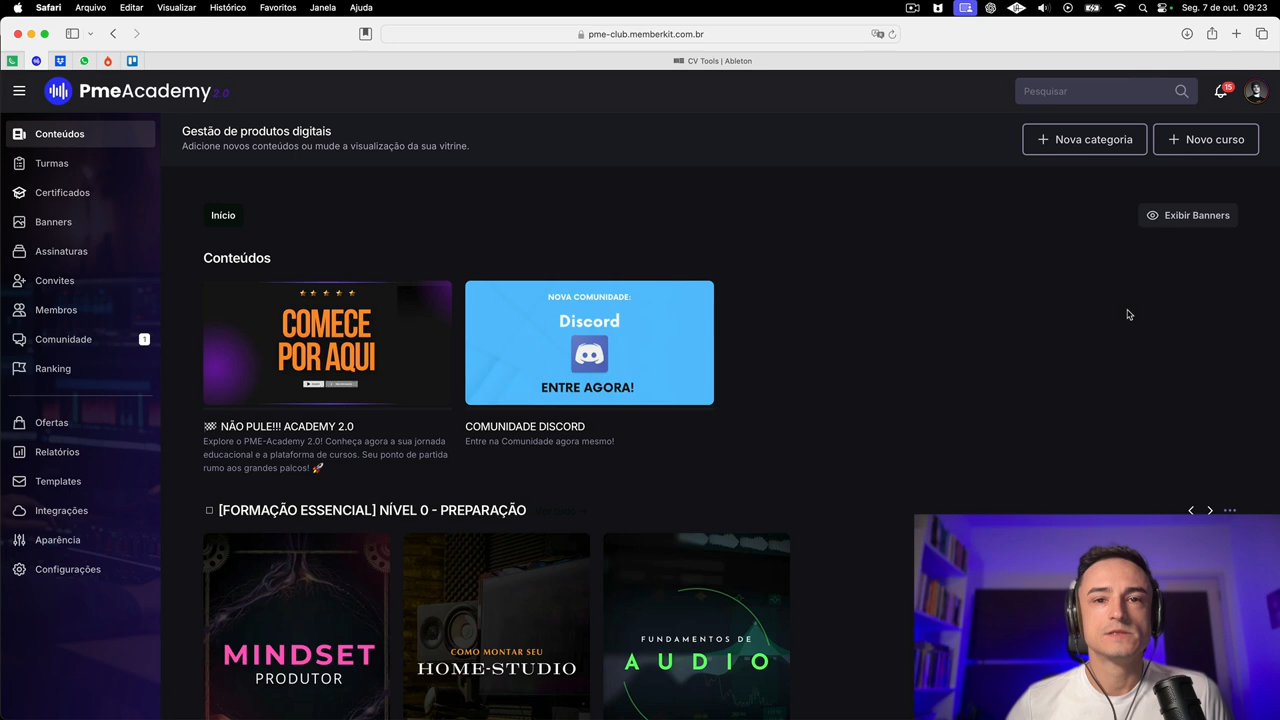 Safari Arquivo Editar Visualizar Histórico Favoritos Janela Ajuda
Seg. 7 de out. 09:23
pme-club.memberkit.com.br
CV Tools | Ableton
PmeAcademy 2.0
Pesquisar
15
Conteúdos
Turmas
Certificados
Banners
Assinaturas
Convites
Membros
Comunidade 1
Ranking
Ofertas
Relatórios
Templates
Integrações
Aparência
Configurações
Gestão de produtos digitais
Adicione novos conteúdos ou mude a visualização da sua vitrine.
+ Nova categoria
+ Novo curso
Início
Exibir Banners
Conteúdos
COMECE
POR AQUI
NOVA COMUNIDADE:
Discord
ENTRE AGORA!
NÃO PULE!!! ACADEMY 2.0
Explore o PME-Academy 2.0! Conheça agora a sua jornada
educacional e a plataforma de cursos. Seu ponto de partida
rumo aos grandes palcos! 🚀
COMUNIDADE DISCORD
Entre na Comunidade agora mesmo!
[FORMAÇÃO ESSENCIAL] NÍVEL 0 - PREPARAÇÃO
MINDSET
PRODUTOR
COMO MONTAR SEU
HOME-STUDIO
FUNDAMENTOS DE
AUDIO